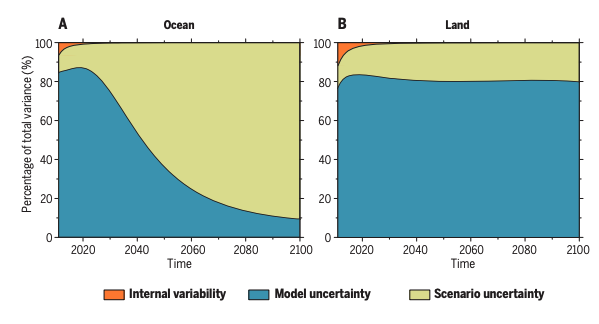 A Ocean
B Land
Percentage of total variance (%)
100
80
60
40
20
0
2020 2040 2060 2080 2100
Time
100
80
60
40
20
0
2020 2040 2060 2080 2100
Time
Internal variability Model uncertainty Scenario uncertainty